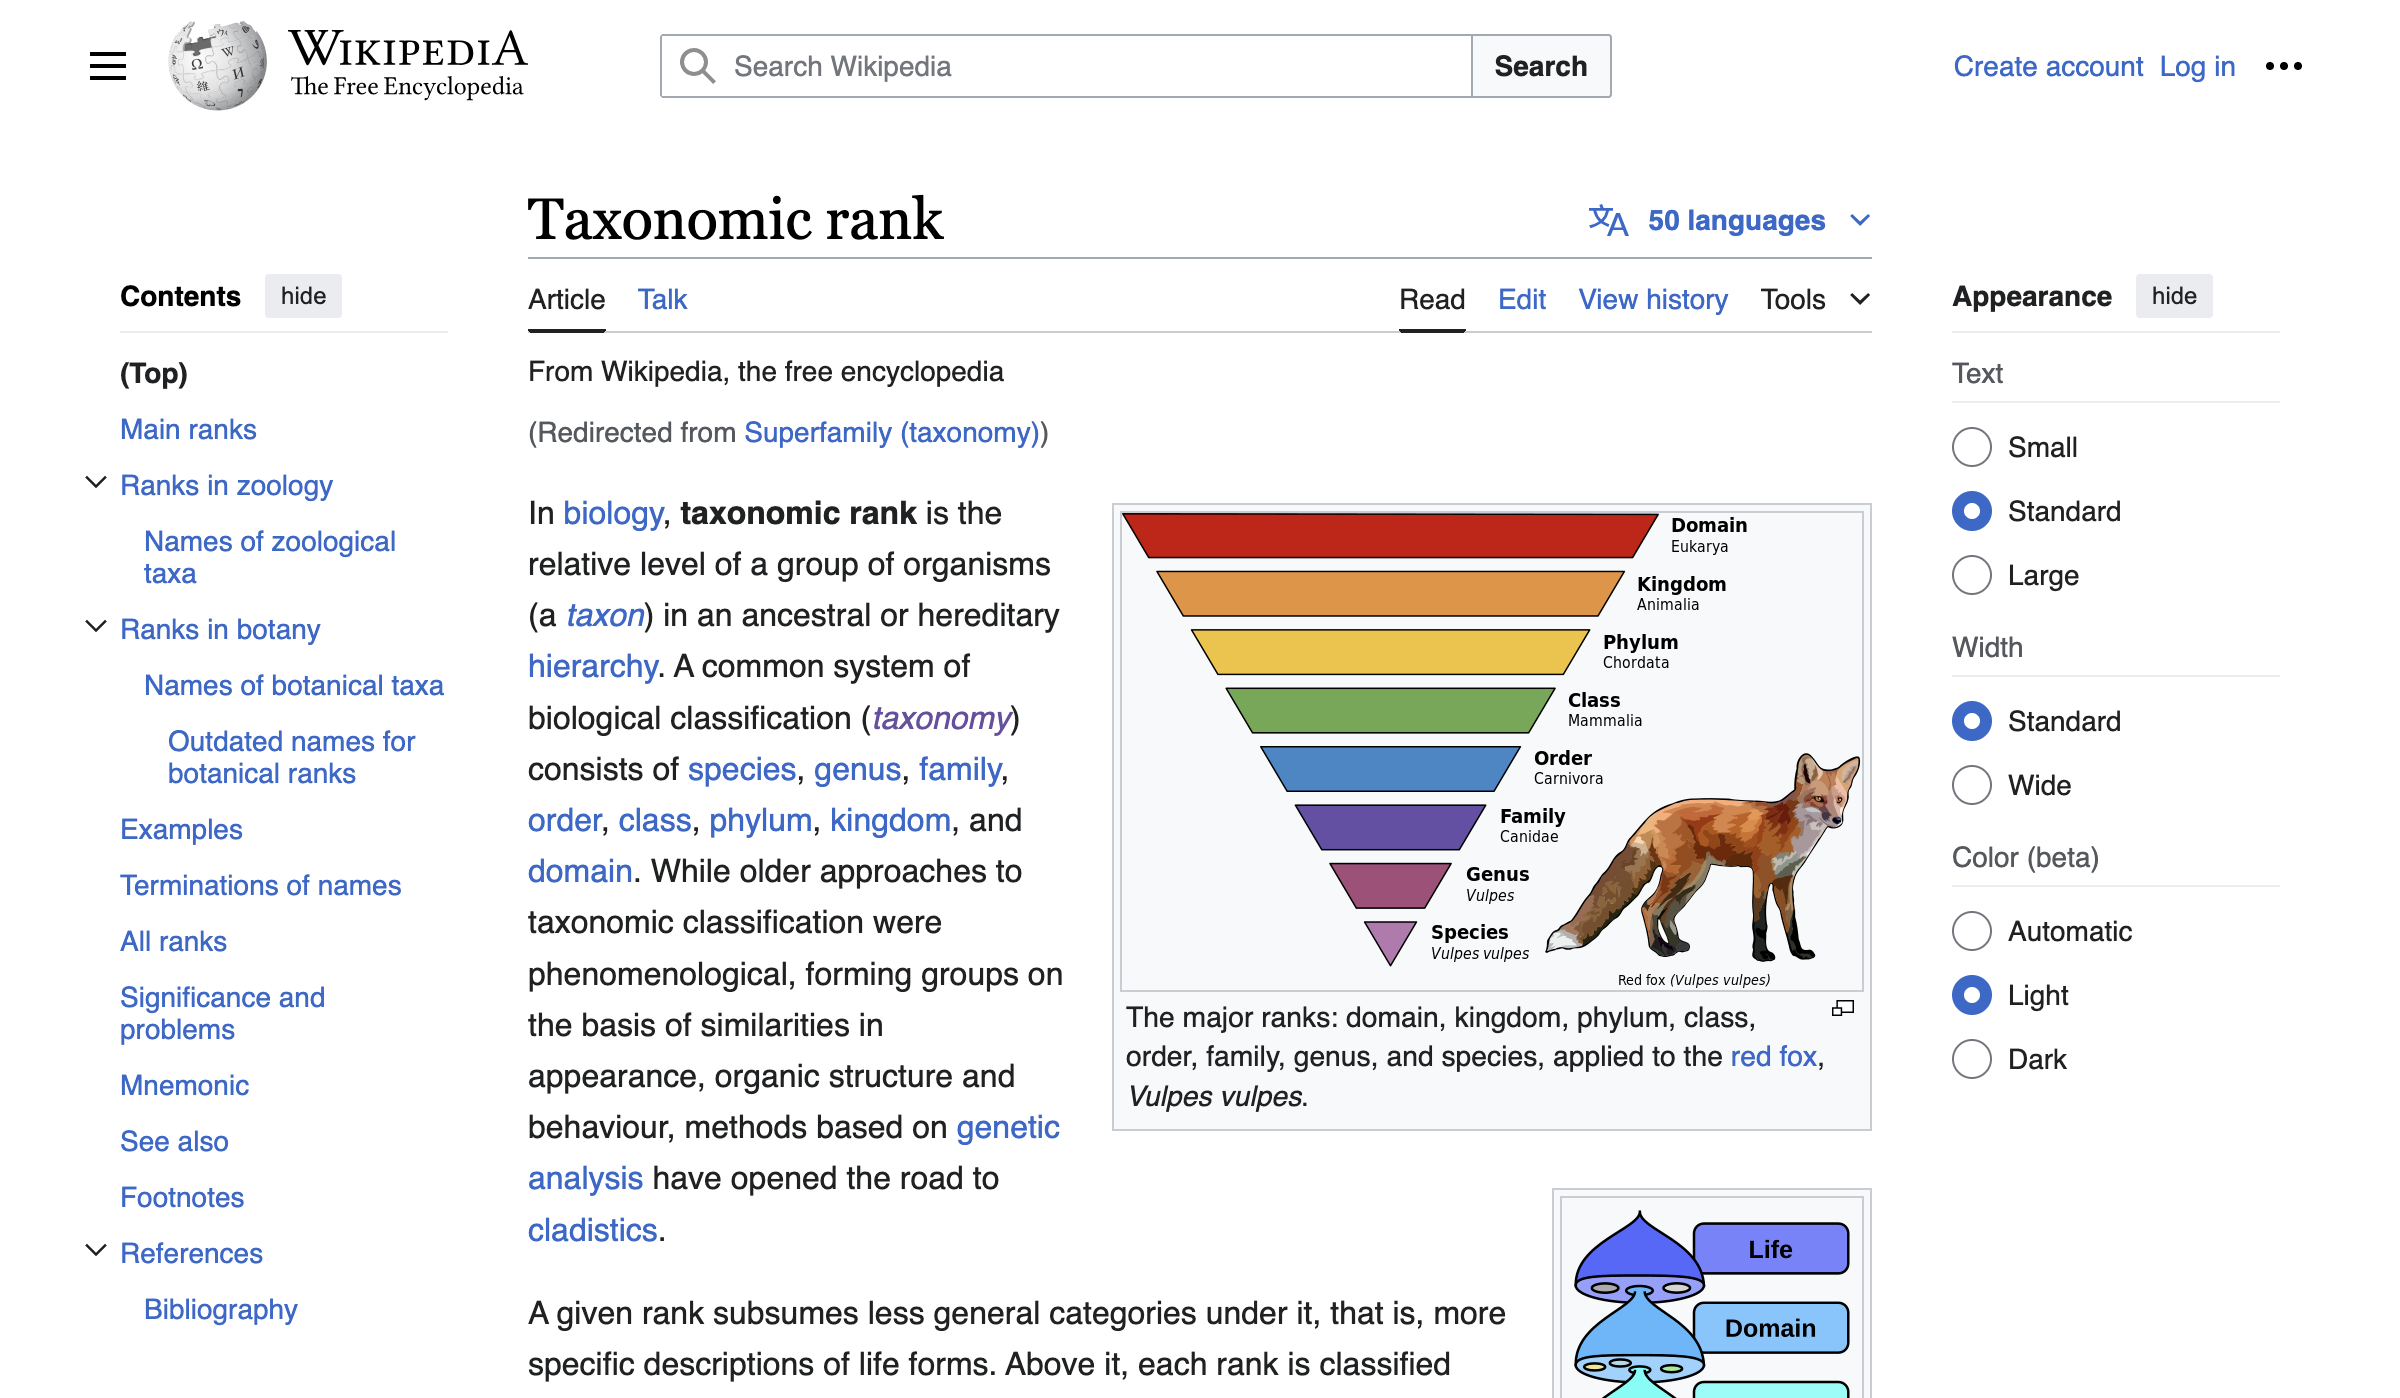 WIKIPEDIA
The Free Encyclopedia
Search Wikipedia
Search
Create account
Log in
Contents
hide
(Top)
Main ranks
Ranks in zoology
Names of zoological
taxa
Ranks in botany
Names of botanical taxa
Outdated names for
botanical ranks
Examples
Terminations of names
All ranks
Significance and
problems
Mnemonic
See also
Footnotes
References
Bibliography
Taxonomic rank
50 languages
Article
Talk
Read
Edit
View history
Tools
From Wikipedia, the free encyclopedia
(Redirected from Superfamily (taxonomy))
In biology, taxonomic rank is the
relative level of a group of organisms
(a taxon) in an ancestral or hereditary
hierarchy. A common system of
biological classification (taxonomy)
consists of species, genus, family,
order, class, phylum, kingdom, and
domain. While older approaches to
taxonomic classification were
phenomenological, forming groups on
the basis of similarities in
appearance, organic structure and
behaviour, methods based on genetic
analysis have opened the road to
cladistics.
Domain
Eukarya
Kingdom
Animalia
Phylum
Chordata
Class
Mammalia
Order
Carnivora
Family
Canidae
Genus
Vulpes
Species
Vulpes vulpes
Red fox (Vulpes vulpes)
The major ranks: domain, kingdom, phylum, class,
order, family, genus, and species, applied to the red fox,
Vulpes vulpes.
A given rank subsumes less general categories under it, that is, more
specific descriptions of life forms. Above it, each rank is classified
Life
Domain
Appearance
hide
Text
Small
Standard
Large
Width
Standard
Wide
Color (beta)
Automatic
Light
Dark